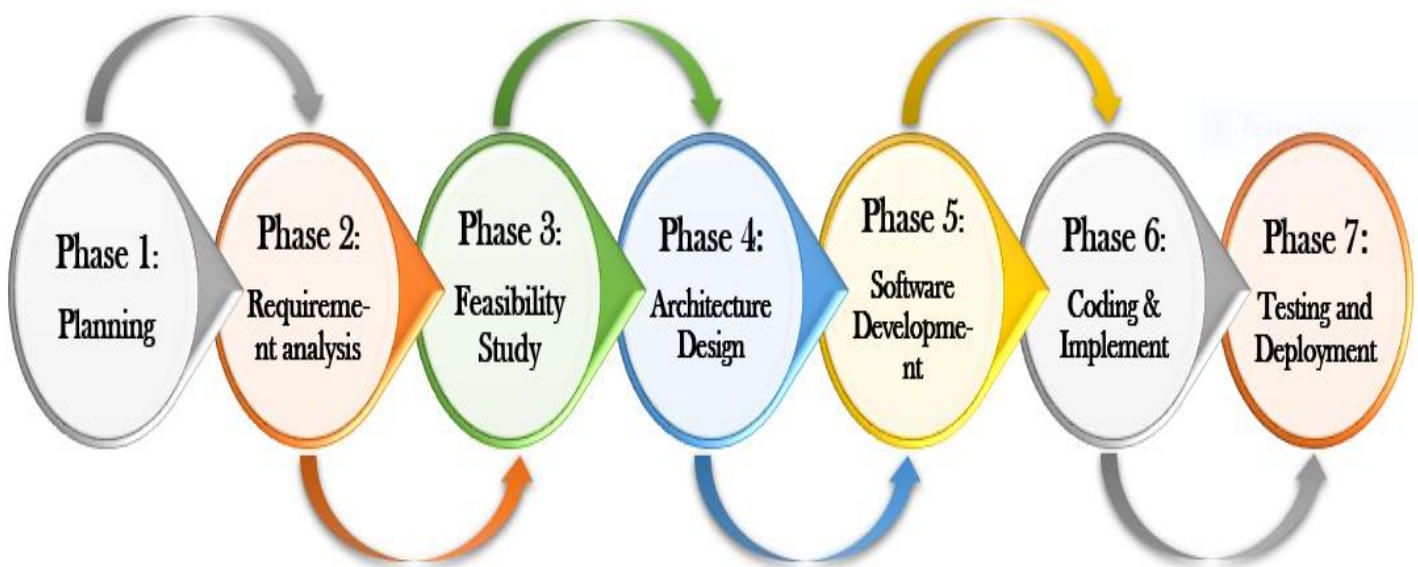 Phase 1:
Planning
Phase 2:
Requireme-
nt analysis
Phase 3:
Feasibility
Study
Phase 4:
Architecture
Design
Phase 5:
Software
Developme-
nt
Phase 6:
Coding &
Implement
Phase 7:
Testing and
Deployment